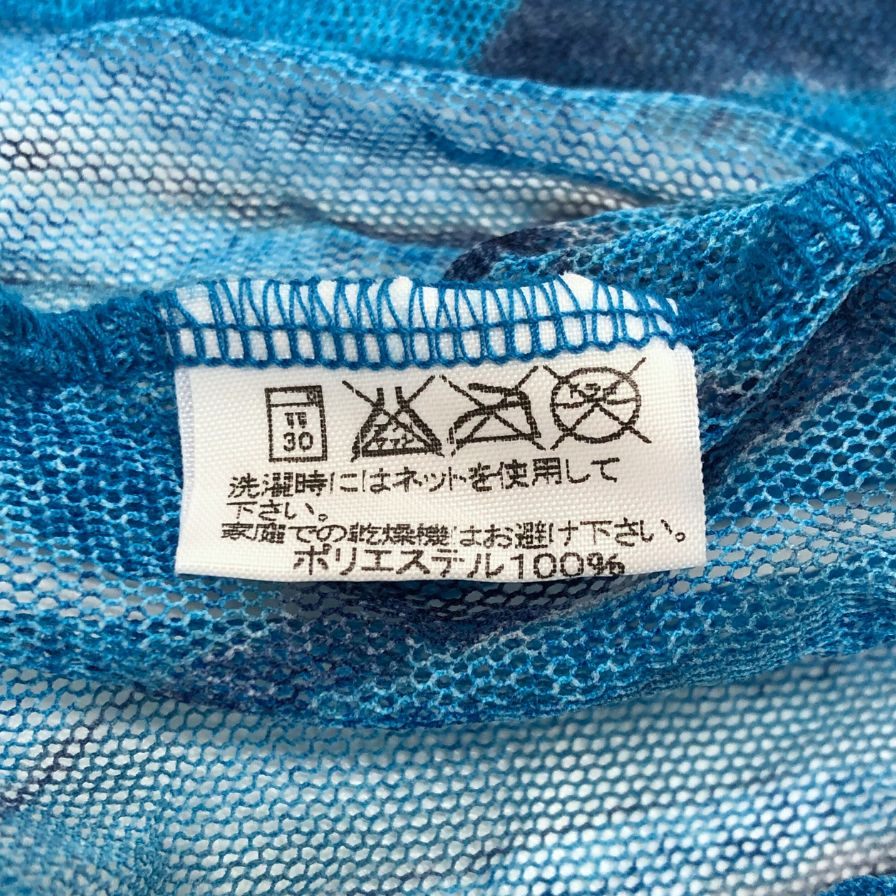 30
洗濯時にはネットを使用して
下さい。
家庭での乾燥機はお避け下さい。
ポリエステル100%